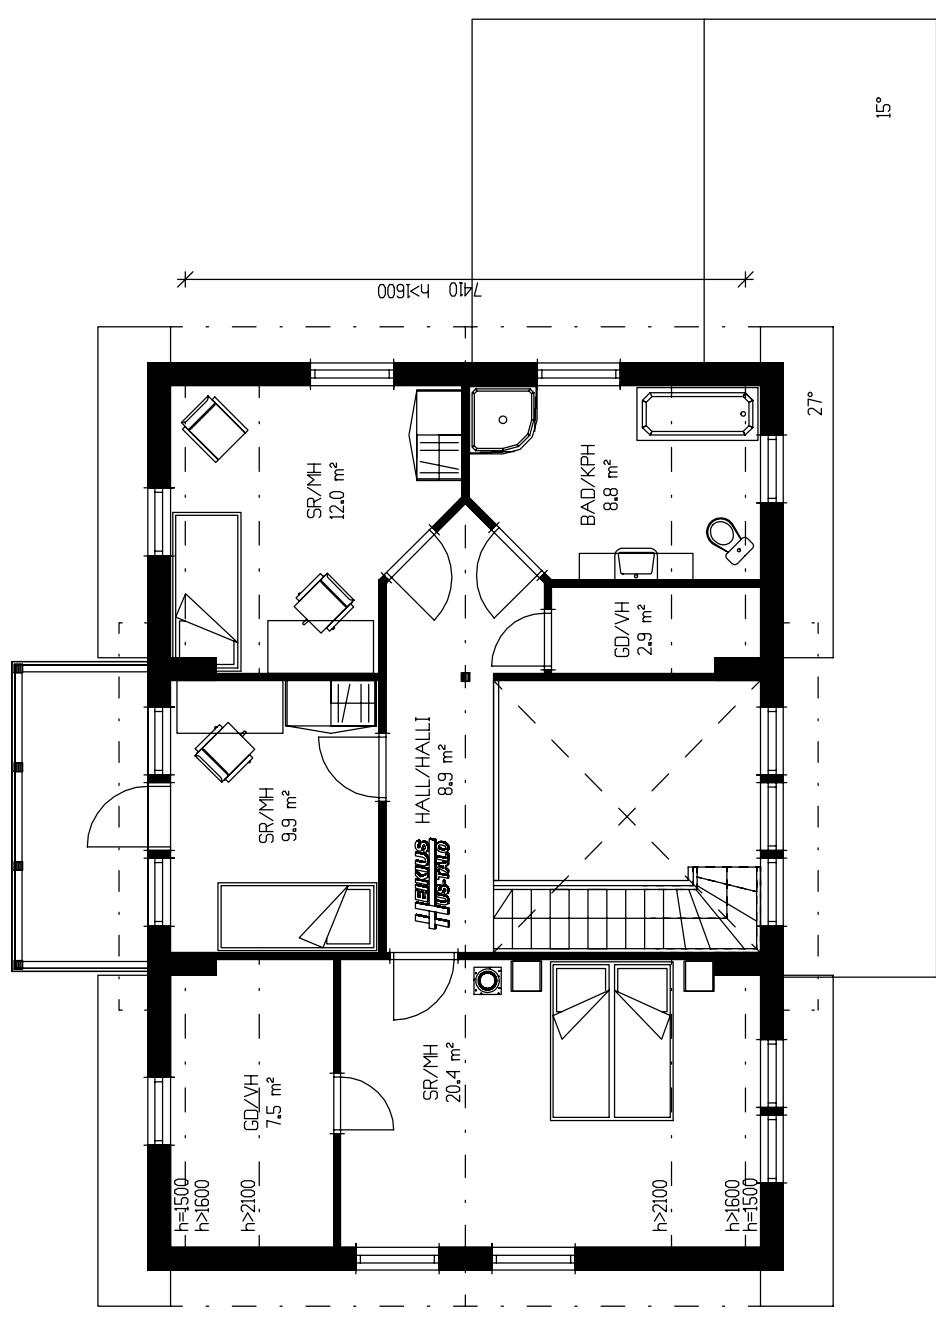 15°
7410
h>1600
27°
SR/MH
12.0 m²
BAD/KPH
8.8 m²
GD/VH
2.9 m²
HALL/HALLI
8.9 m²
SR/MH
9.9 m²
HEIKIUS
HUS-TALO
SR/MH
20.4 m²
GD/VH
7.5 m²
h=1500
h>1600
h>2100
h>2100
h>1600
h=1500